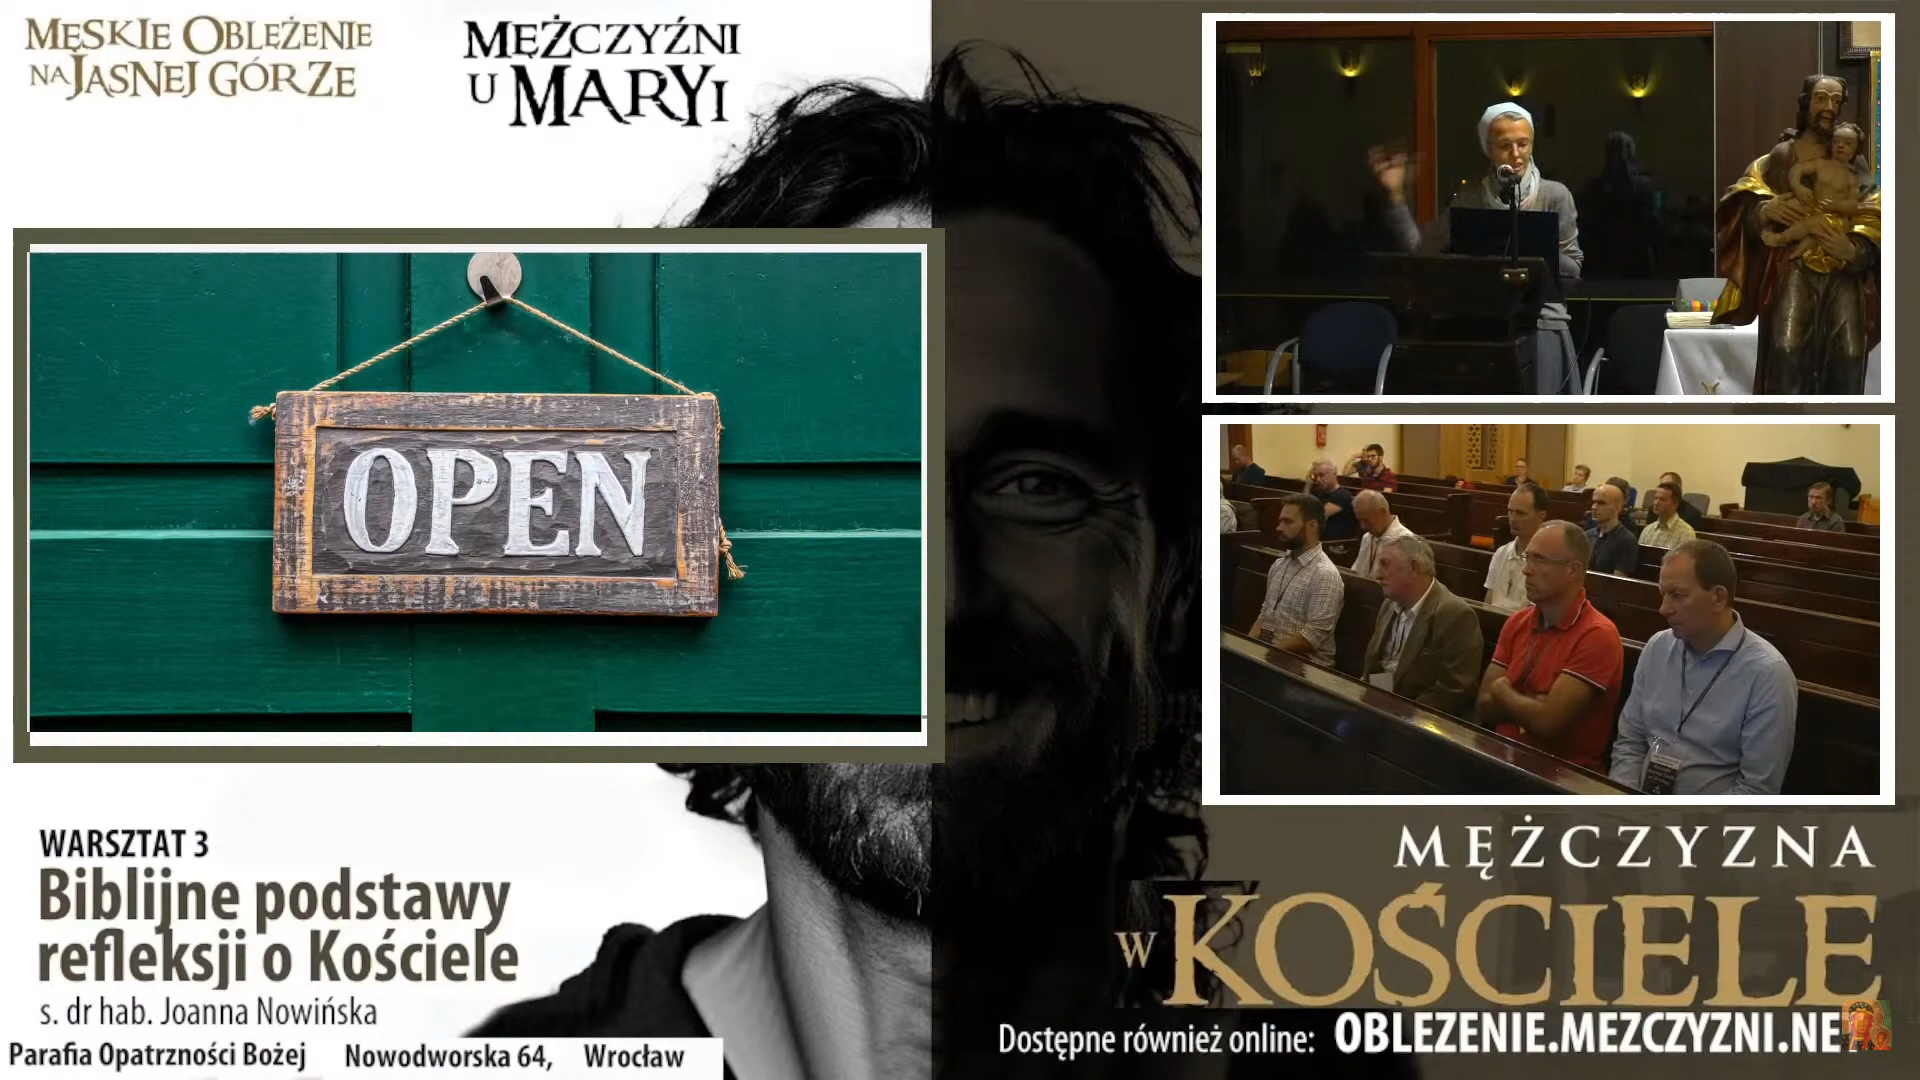 MĘSKIE OBLĘŻENIE
NA JASNEJ GÓRZE
MĘŻCZYŹNI
U MARYI
OPEN
WARSZTAT 3
Biblijne podstawy
refleksji o Kościele
s. dr hab. Joanna Nowińska
Parafia Opatrzności Bożej Nowodworska 64, Wrocław
MĘŻCZYZNA
W KOŚCIELE
Dostępne również online: OBLEZENIE.MEZCZYZNI.NE